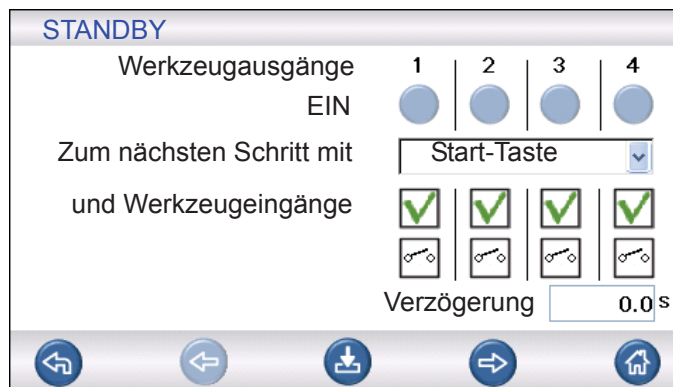 STANDBY
Werkzeugausgänge 1 2 3 4
EIN
Zum nächsten Schritt mit Start-Taste
und Werkzeugeingänge
Verzögerung 0.0 s